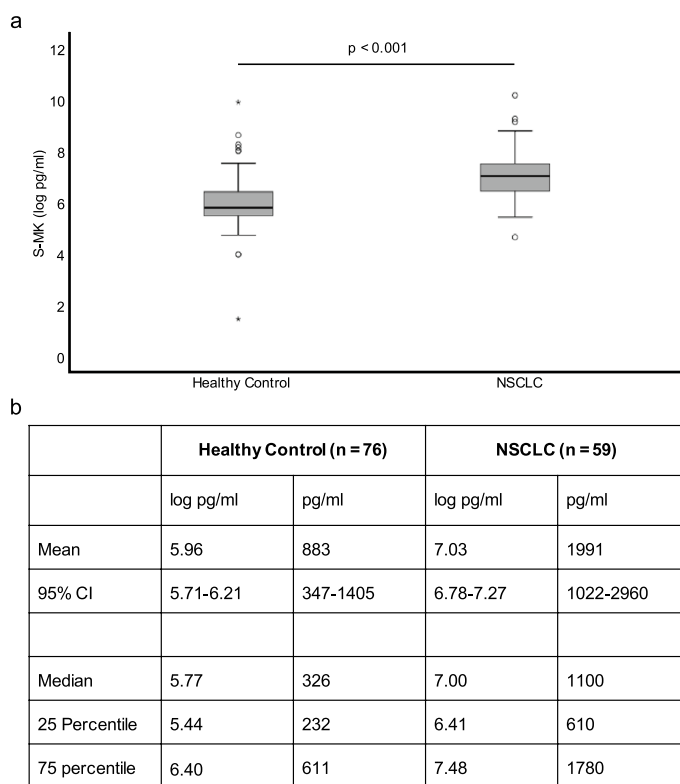 a
12
p < 0.001
10
8
6
4
2
0
S-MK (log pg/ml)
Healthy Control NSCLC
b
Healthy Control (n = 76) NSCLC (n = 59)
log pg/ml pg/ml log pg/ml pg/ml
Mean 5.96 883 7.03 1991
95% CI 5.71-6.21 347-1405 6.78-7.27 1022-2960
Median 5.77 326 7.00 1100
25 Percentile 5.44 232 6.41 610
75 percentile 6.40 611 7.48 1780